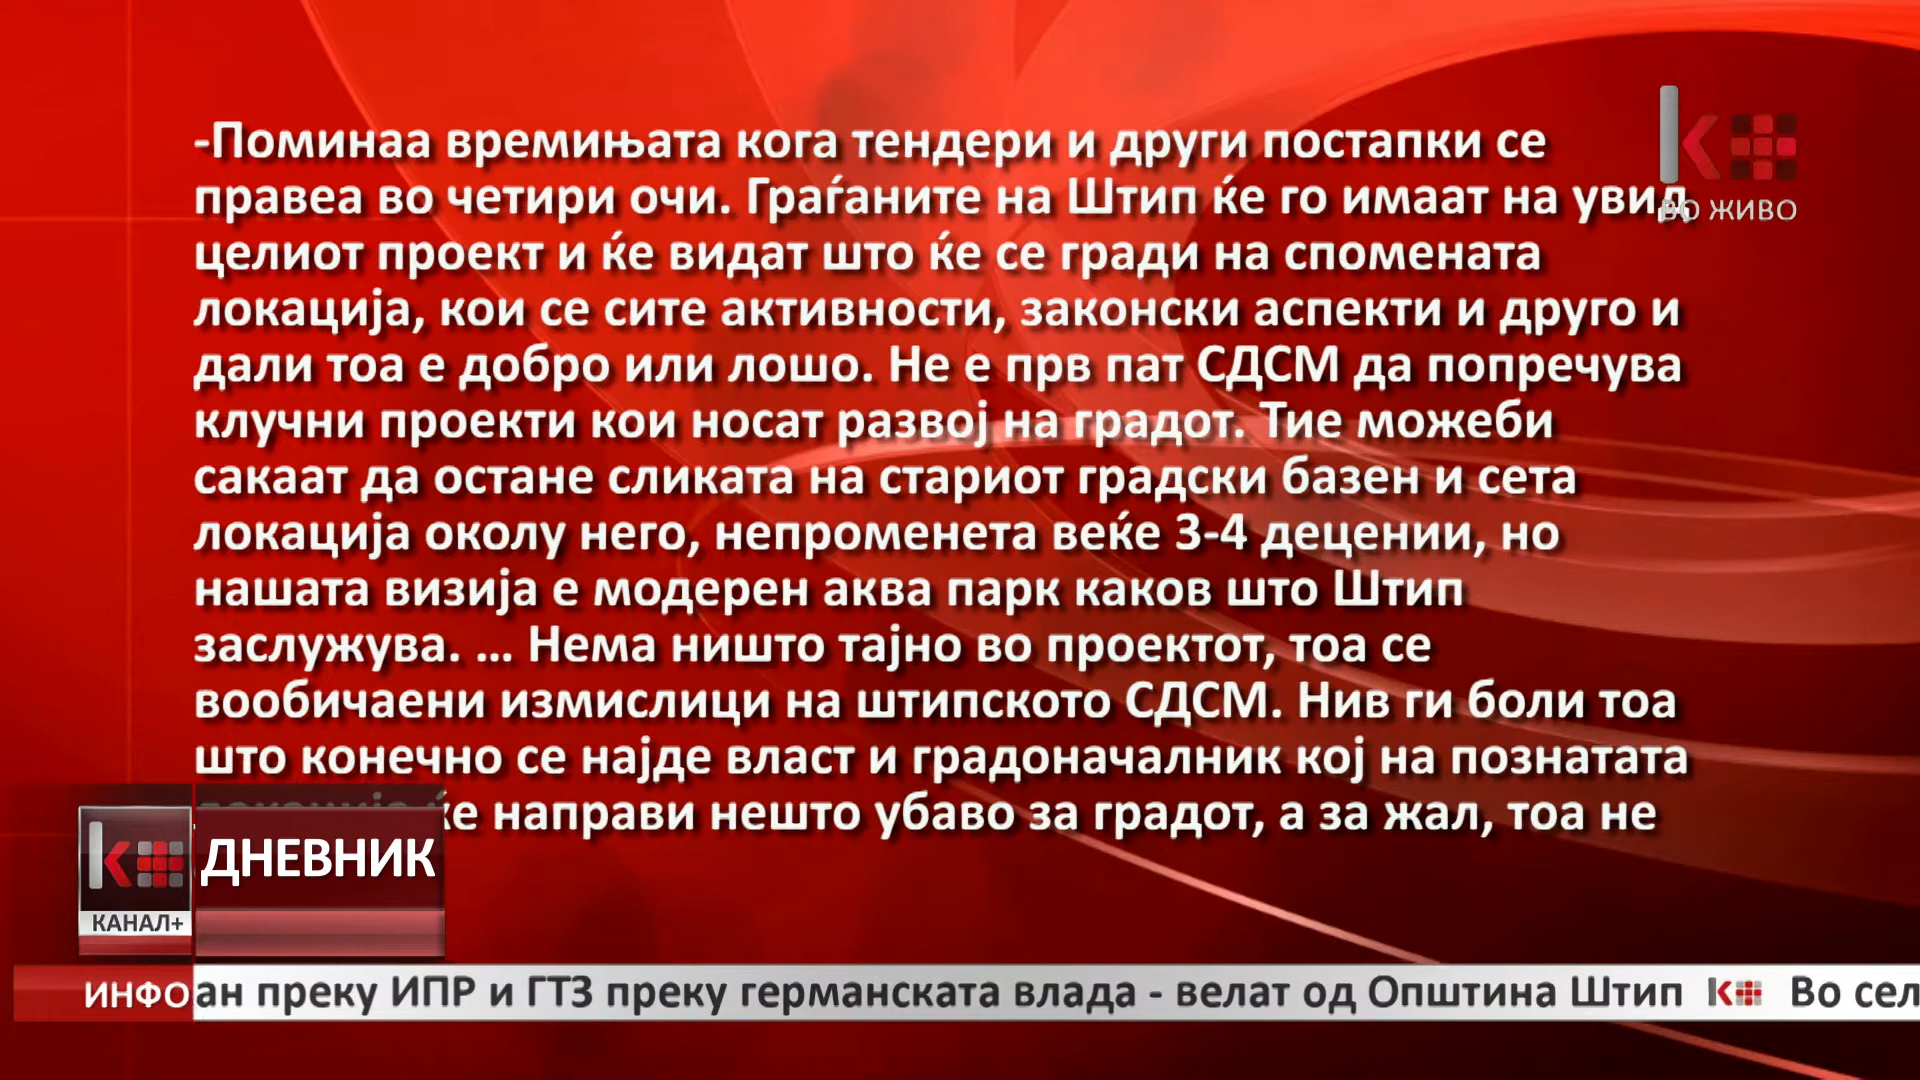 -Поминаа времињата кога тендери и други постапки се
правеа во четири очи. Граѓаните на Штип ќе го имаат на увид
целиот проект и ќе видат што ќе се гради на спомената
локација, кои се сите активности, законски аспекти и друго и
дали тоа е добро или лошо. Не е прв пат СДСМ да попречува
клучни проекти кои носат развој на градот. Тие можеби
сакаат да остане сликата на стариот градски базен и сета
локација околу него, непроменета веќе 3-4 децении, но
нашата визија е модерен аква парк каков што Штип
заслужува. ... Нема ништо тајно во проектот, тоа се
вообичаени измислици на штипското СДСМ. Нив ги боли тоа
што конечно се најде власт и градоначалник кој на познатата
ќе направи нешто убаво за градот, а за жал, тоа не
ВО ЖИВО
ДНЕВНИК
КАНАЛ+
ИНФО ан преку ИПР и ГТЗ преку германската влада - велат од Општина Штип Во сел